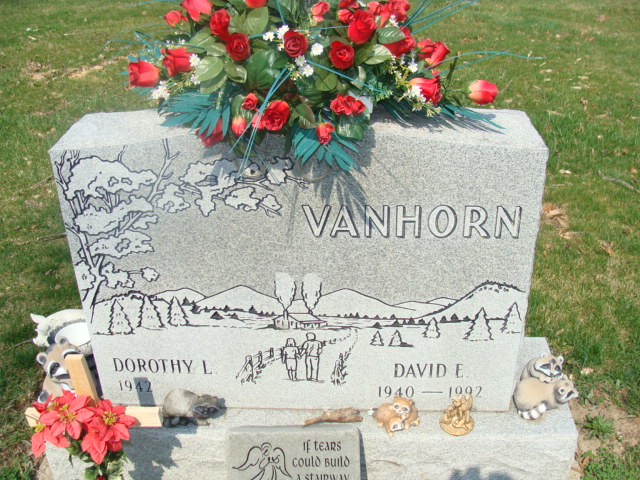 VANHORN
DOROTHY L.
1942
DAVID E.
1940 — 1992
IF TEARS
COULD BUILD
A STAIRWAY